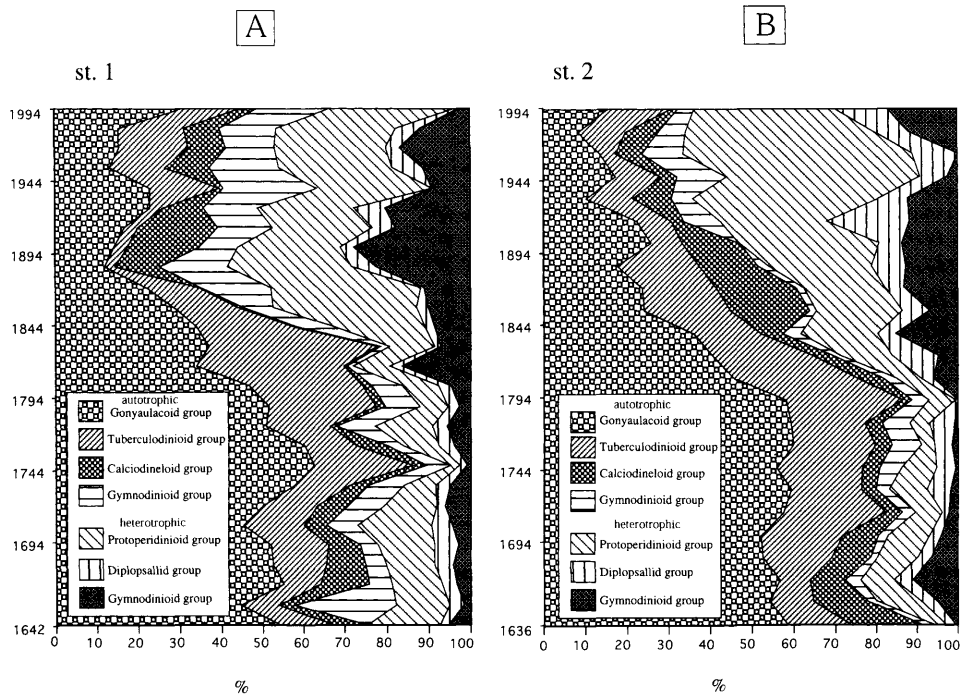 A
st. 1
1994
1944
1894
1844
1794
1744
1694
1642
autotrophic
Gonyaulacoid group
Tuberculodinioid group
Calciodineloid group
Gymnodinioid group
heterotrophic
Protoperidinioid group
Diplopsallid group
Gymnodinioid group
0 10 20 30 40 50 60 70 80 90 100
%
B
st. 2
1994
1944
1894
1844
1794
1744
1694
1636
autotrophic
Gonyaulacoid group
Tuberculodinioid group
Calciodineloid group
Gymnodinioid group
heterotrophic
Protoperidinioid group
Diplopsallid group
Gymnodinioid group
0 10 20 30 40 50 60 70 80 90 100
%